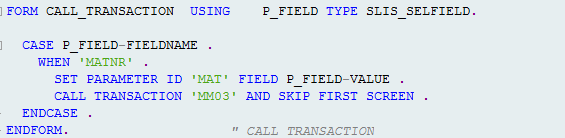 FORM CALL_TRANSACTION USING P_FIELD TYPE SLIS_SELFIELD.
CASE P_FIELD-FIELDNAME .
WHEN 'MATNR' .
SET PARAMETER ID 'MAT' FIELD P_FIELD-VALUE .
CALL TRANSACTION 'MM03' AND SKIP FIRST SCREEN .
ENDCASE .
ENDFORM. " CALL TRANSACTION